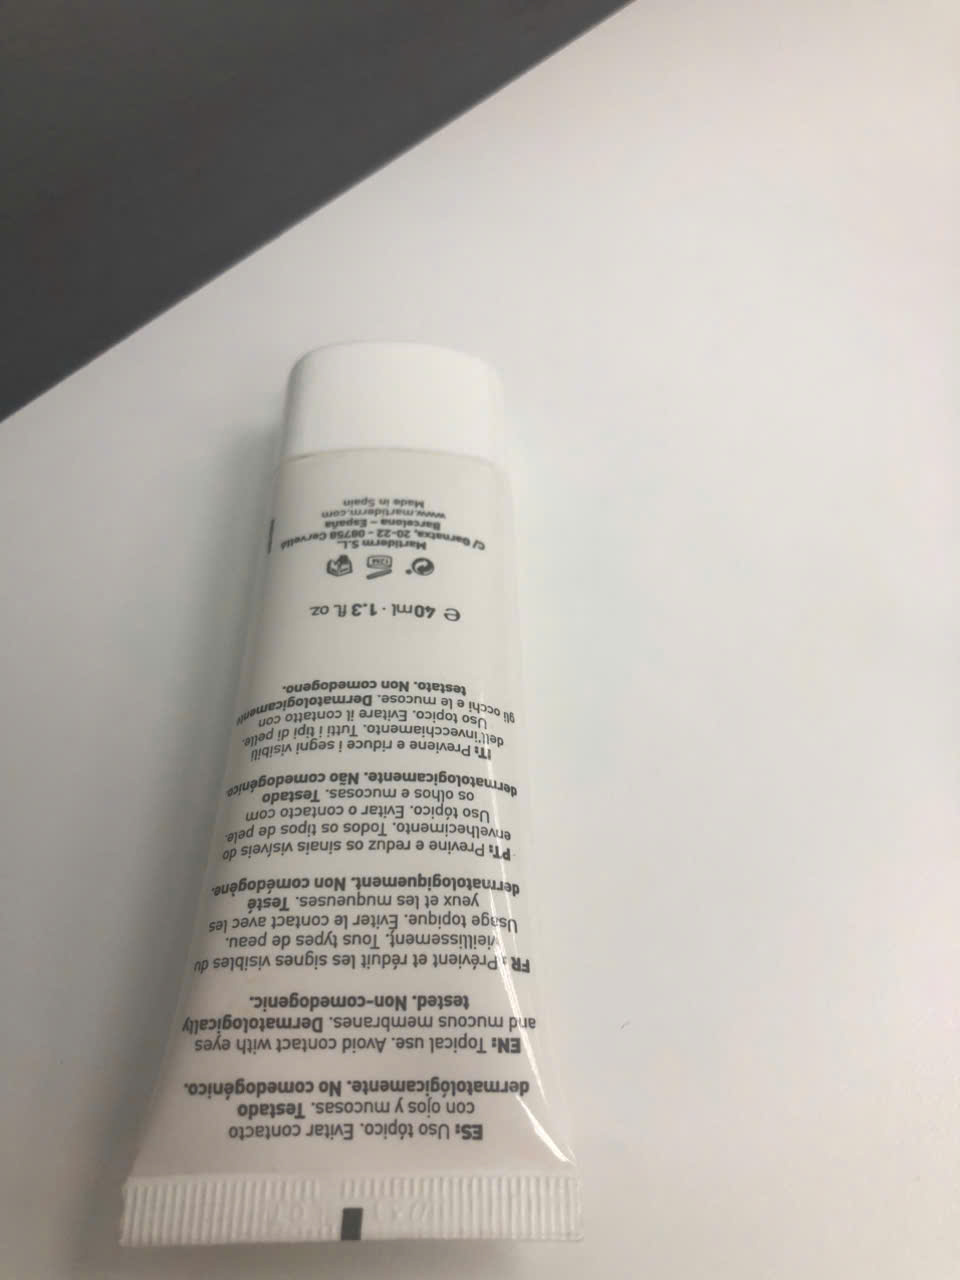 ES: Uso tópico. Evitar contacto
con ojos y mucosas. Testado
dermatológicamente. No comedogénico.
EN: Topical use. Avoid contact with eyes
and mucous membranes. Dermatologically
tested. Non-comedogenic.
FR : Prévient et réduit les signes visibles du
vieillissement. Tous types de peau.
Usage topique. Éviter le contact avec les
yeux et les muqueuses. Testé
dermatologiquement. Non comédogène.
PT: Previne e reduz os sinais visíveis do
envelhecimento. Todos os tipos de pele.
Uso tópico. Evitar o contacto com
os olhos e mucosas. Testado
dermatologicamente. Não comedogénico.
IT: Previene e riduce i segni visibili
dell'invecchiamento. Tutti i tipi di pelle.
Uso topico. Evitare il contatto con
gli occhi e le mucose. Dermatologicamente
testato. Non comedogeno.
℮ 40ml · 1.3 fl. oz.
12M
Martiderm S.L.
C/ Garnatxa, 20-22 - 08758 Cervelló
Barcelona – España
www.martiderm.com
Made in Spain